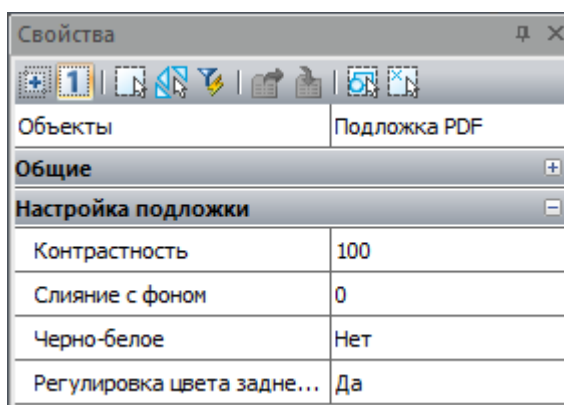 Свойства
1
Объекты Подложка PDF
Общие
Настройка подложки
Контрастность 100
Слияние с фоном 0
Черно-белое Нет
Регулировка цвета задне... Да